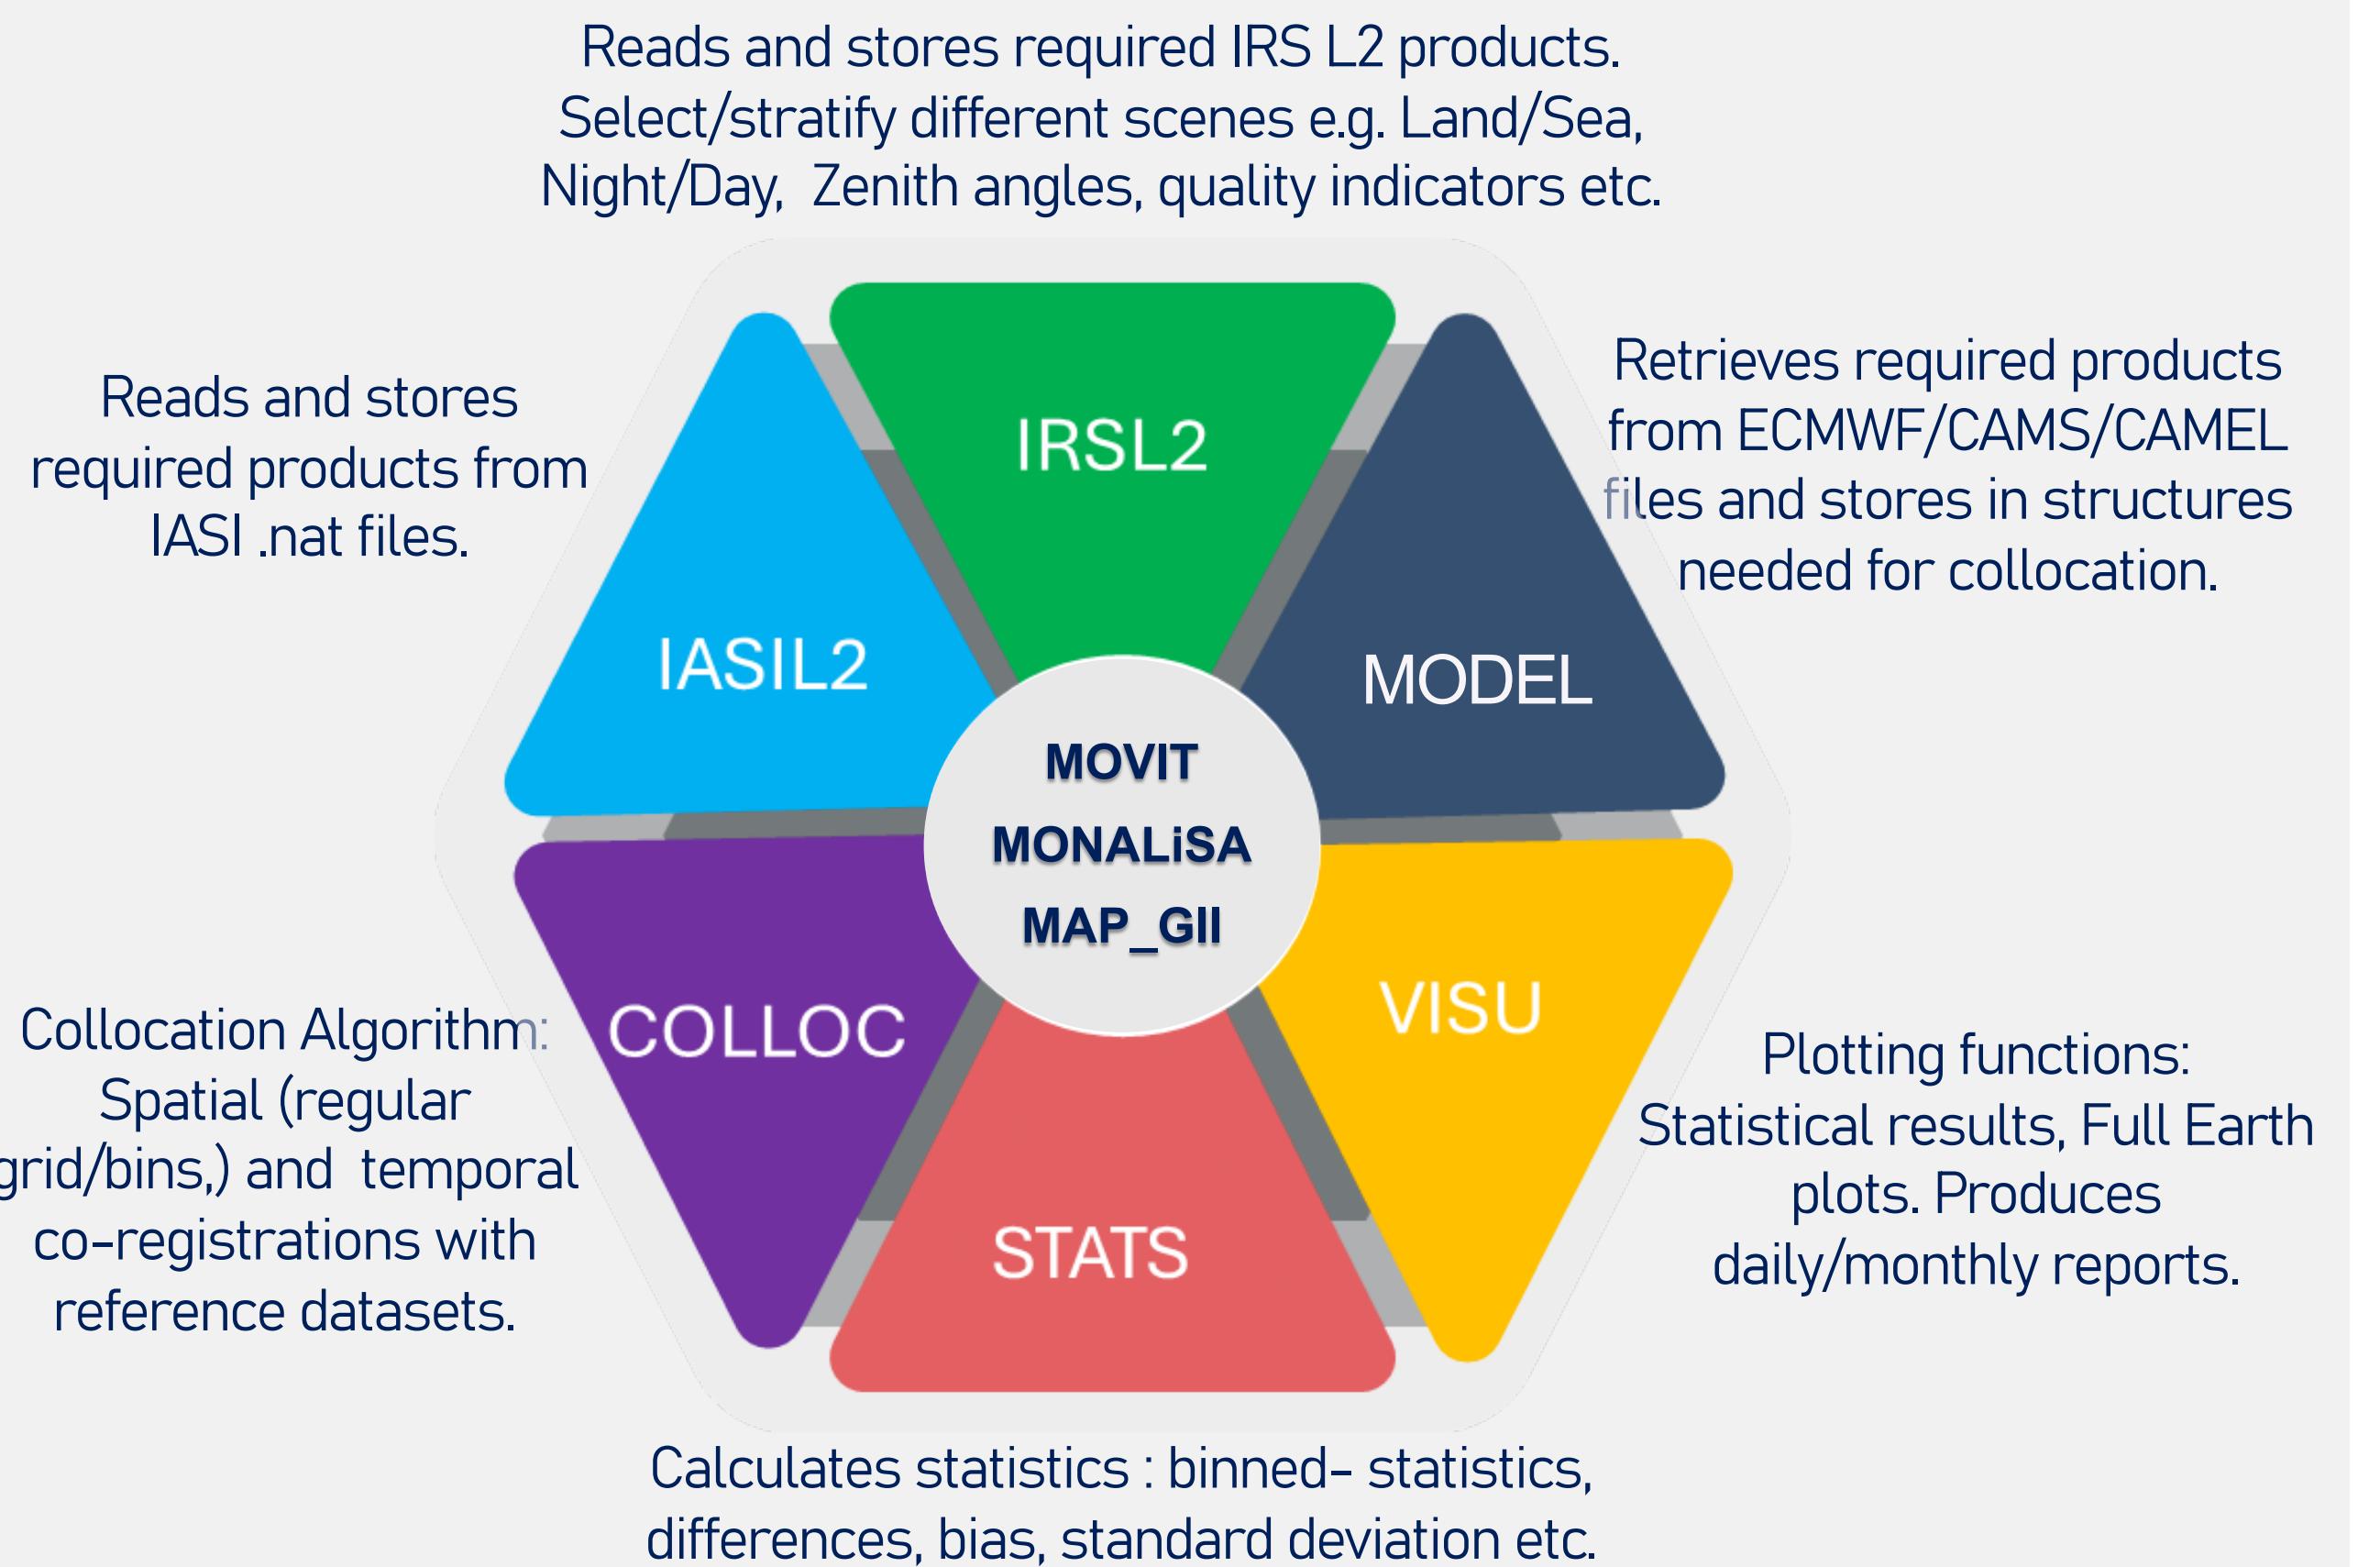 Reads and stores required IRS L2 products.
Select/stratify different scenes e.g. Land/Sea,
Night/Day, Zenith angles, quality indicators etc.
Reads and stores
required products from
IASI .nat files.
IRSL2
Retrieves required products
from ECMWF/CAMS/CAMEL
files and stores in structures
needed for collocation.
IASIL2
MODEL
MOVIT
MONALiSA
MAP_GII
COLLOC
VISU
Collocation Algorithm:
Spatial (regular
grid/bins,) and temporal
co-registrations with
reference datasets.
Plotting functions:
Statistical results, Full Earth
plots. Produces
daily/monthly reports.
STATS
Calculates statistics : binned- statistics,
differences, bias, standard deviation etc.